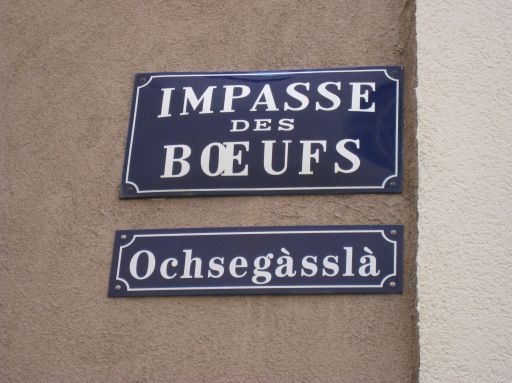 IMPASSE
DES
BŒUFS
Ochsegàsslà